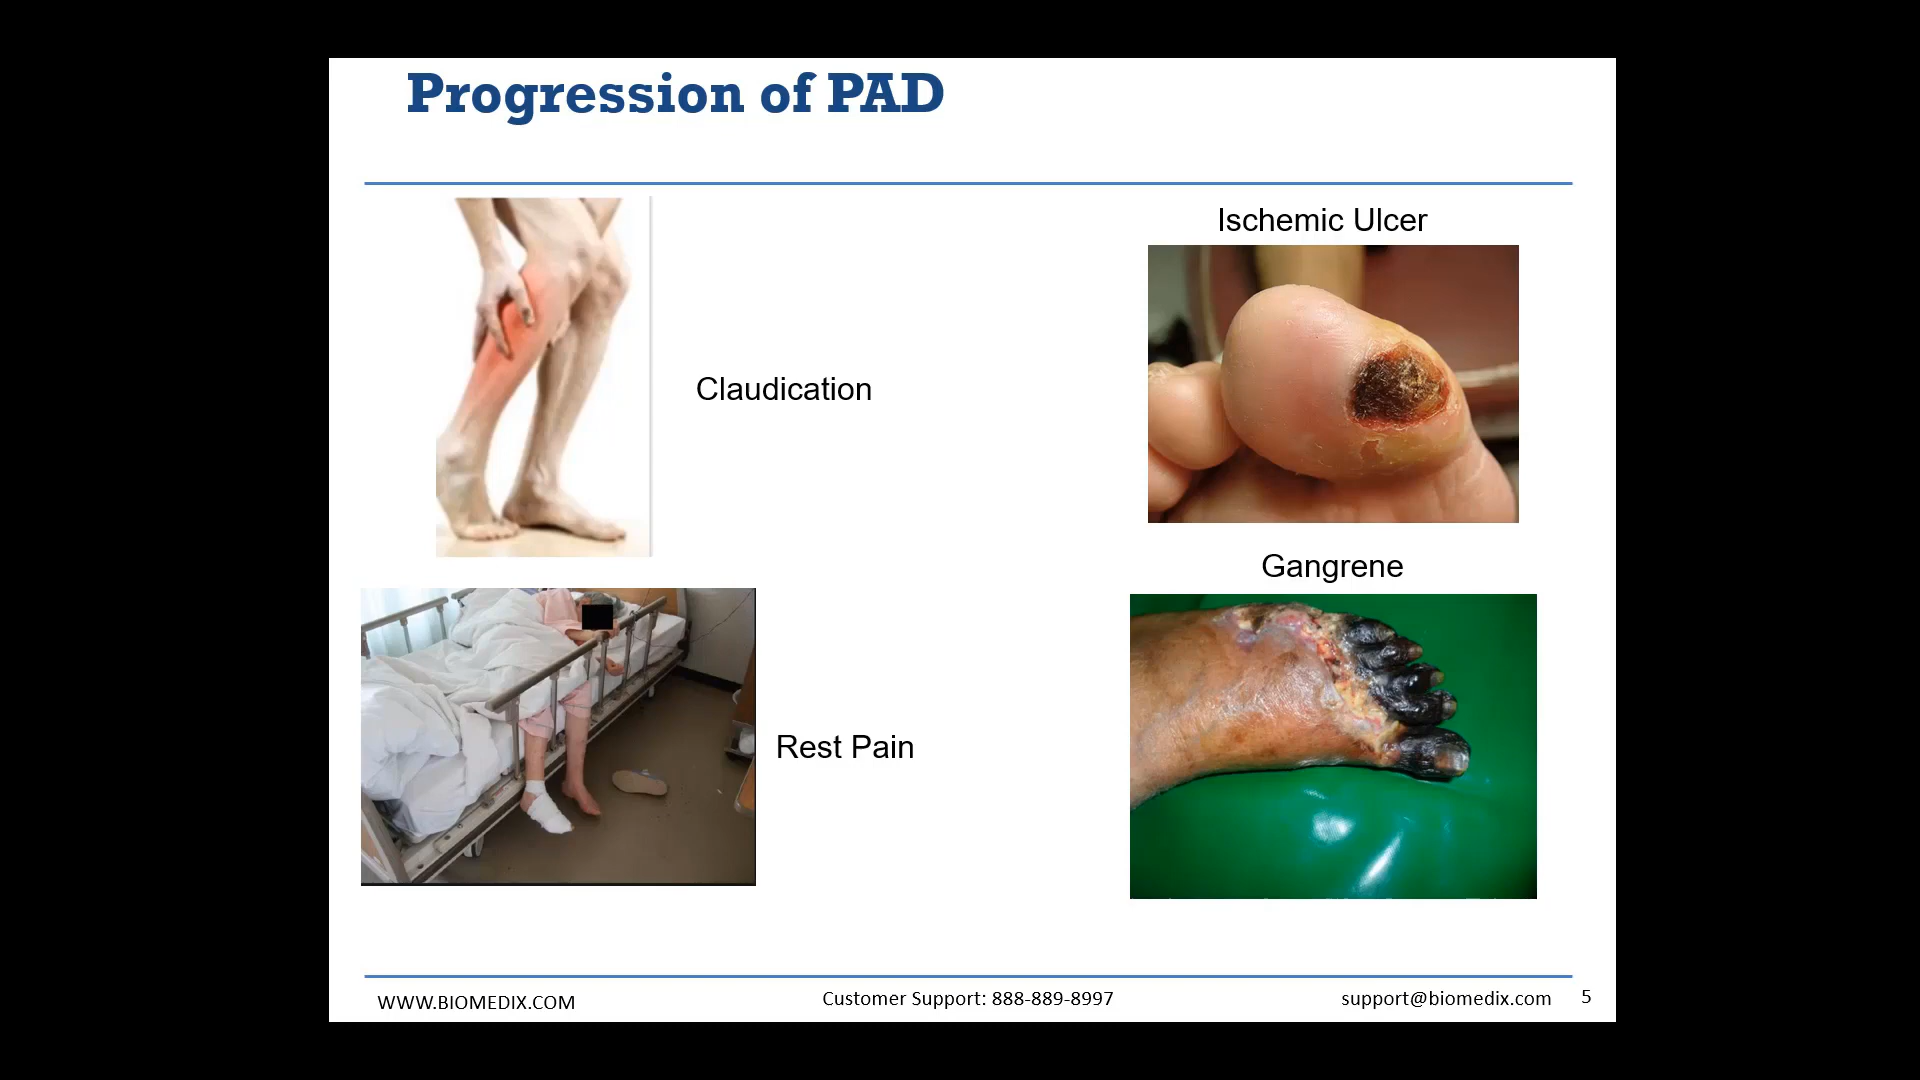 Progression of PAD
Claudication
Rest Pain
Ischemic Ulcer
Gangrene
WWW.BIOMEDIX.COM
Customer Support: 888-889-8997
support@biomedix.com
5